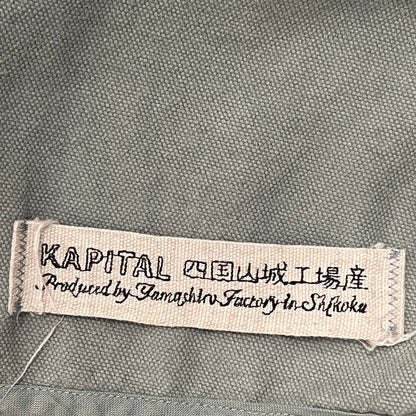 KAPITAL 四国山城工場産
Produced by Yamashiro Factory in Shikoku